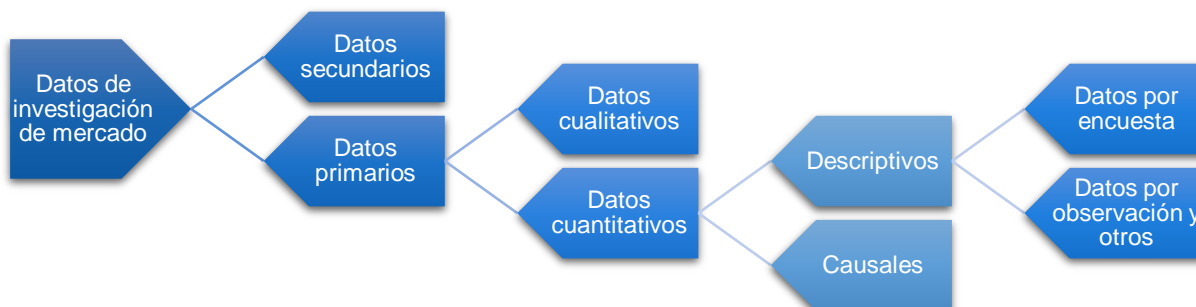 Datos de
investigación
de mercado
Datos
secundarios
Datos
primarios
Datos
cualitativos
Datos
cuantitativos
Descriptivos
Causales
Datos por
encuesta
Datos por
observación y
otros